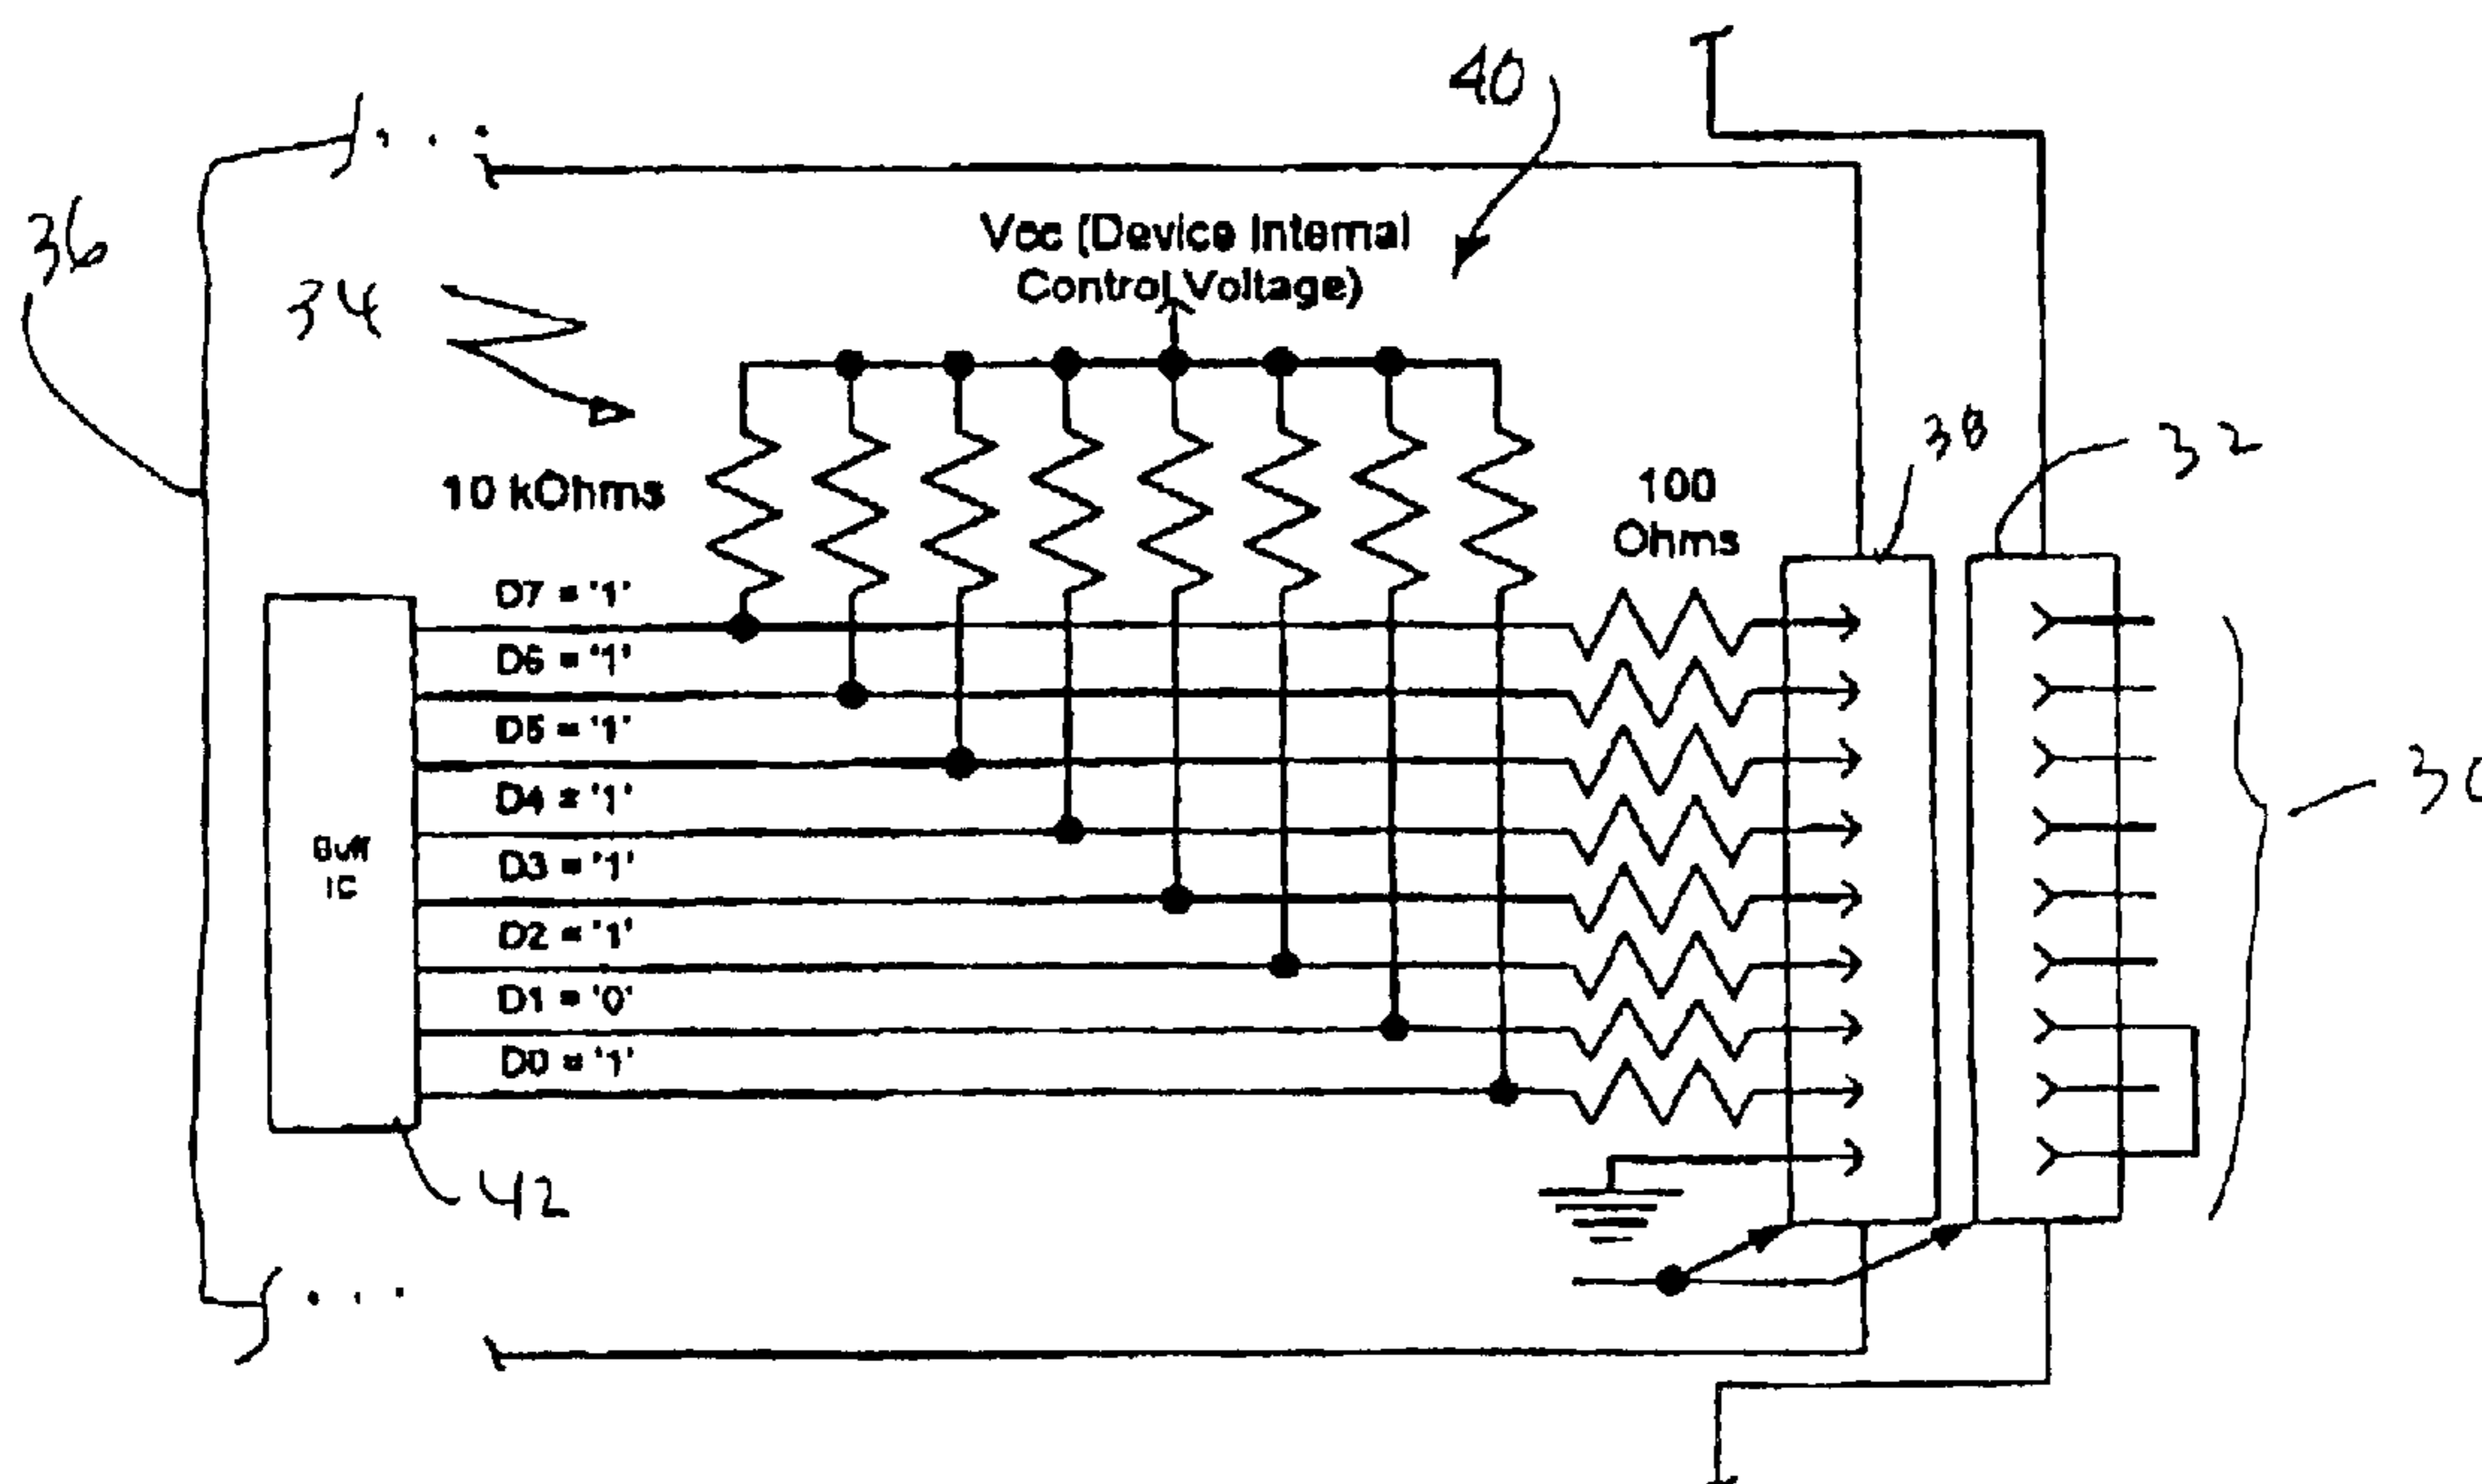 40
36
Vcc (Device Internal
Control Voltage)
34
38
32
10 kOhms
100
Ohms
D7 = '1'
D6 = '1'
D5 = '1'
30
D4 = '1'
Buff
IC
D3 = '1'
D2 = '1'
D1 = '0'
D0 = '1'
42